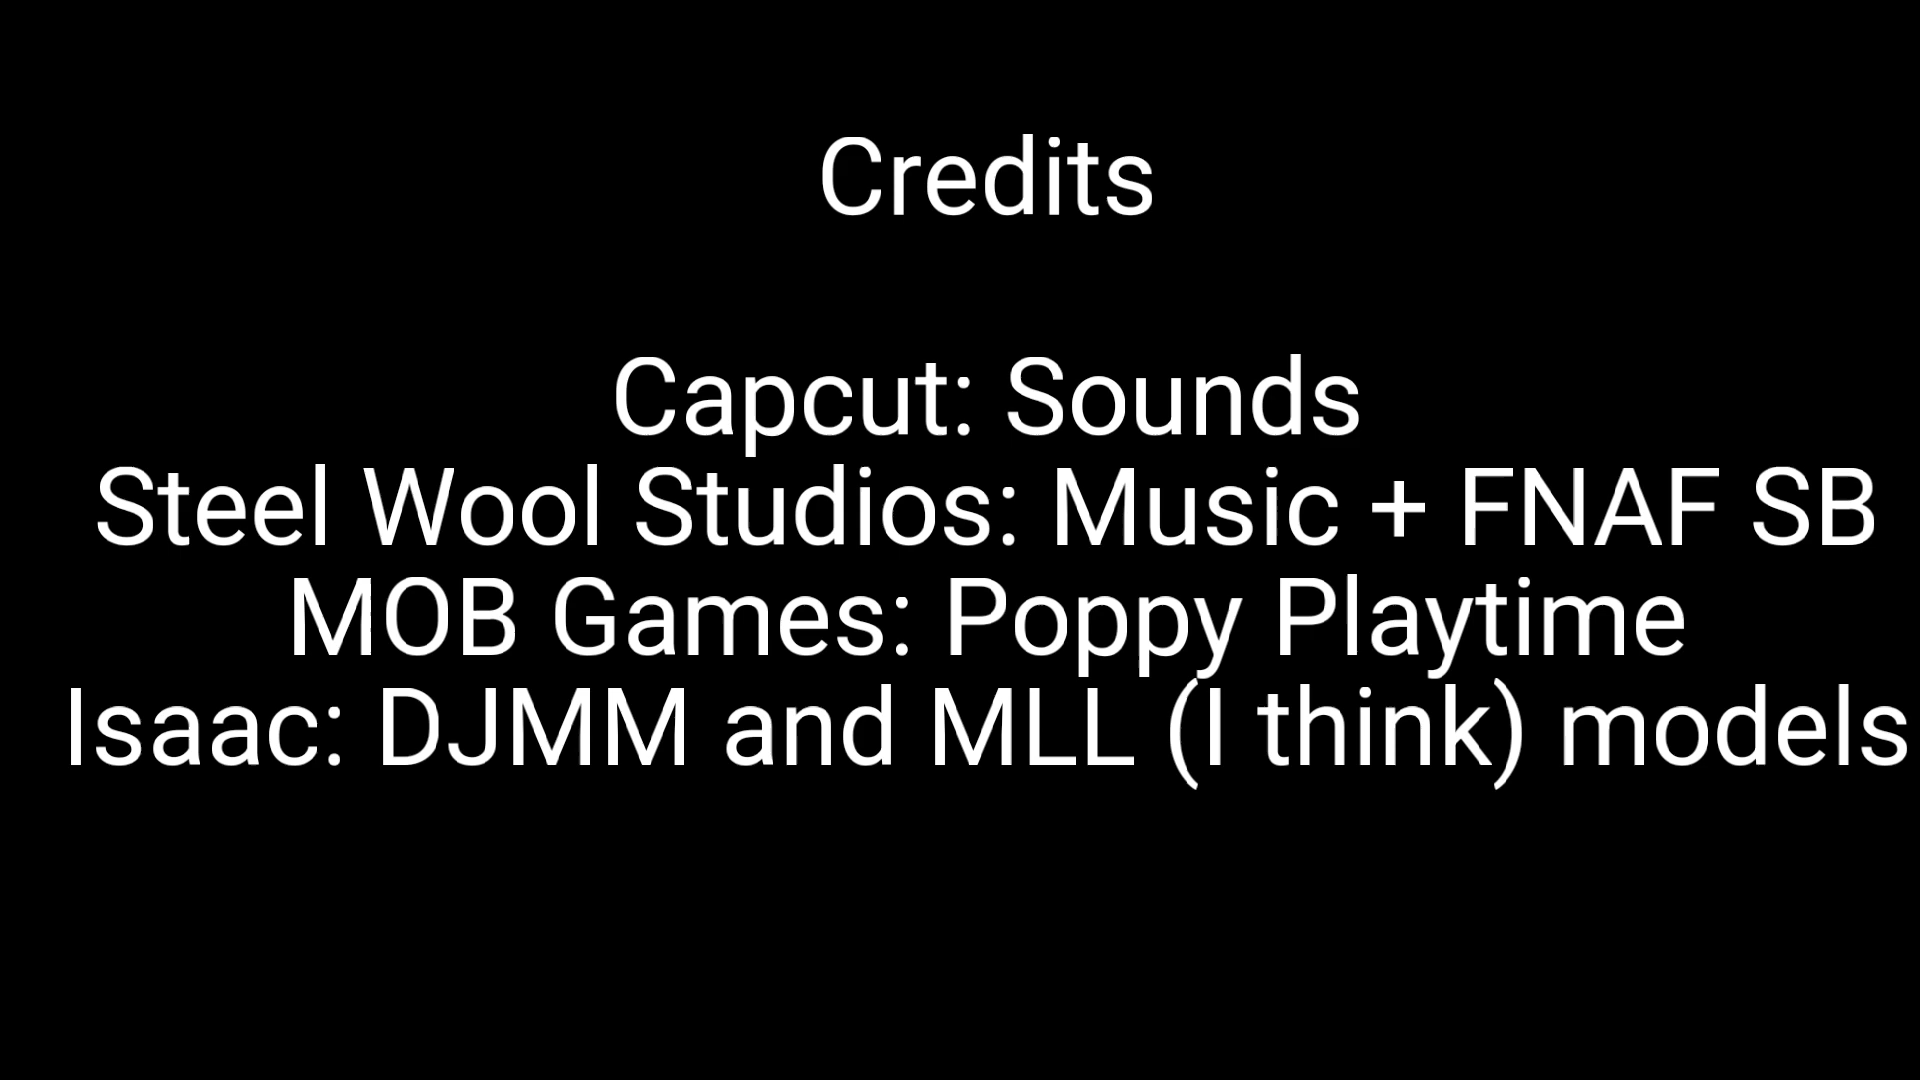 Credits
Capcut: Sounds
Steel Wool Studios: Music + FNAF SB
MOB Games: Poppy Playtime
Isaac: DJMM and MLL (I think) models